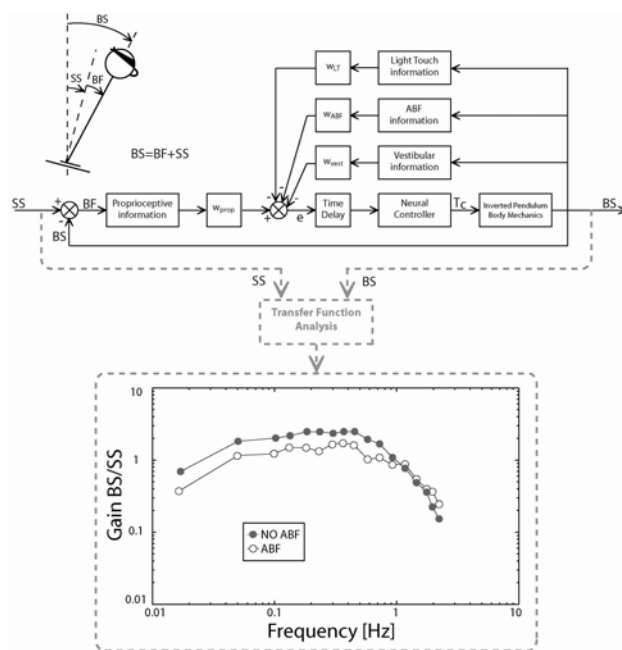 BS
SS
BF
BS=BF+SS
w_LT
Light Touch
information
w_ABF
ABF
information
w_vest
Vestibular
information
SS
+
-
BF
Proprioceptive
information
w_prop
-
-
-
+
e
Time
Delay
Neural
Controller
T_C
Inverted Pendulum
Body Mechanics
BS
BS
SS
BS
Transfer Function
Analysis
Gain BS/SS
10
1
0.1
0.01
NO ABF
ABF
0.01
0.1
1
10
Frequency [Hz]